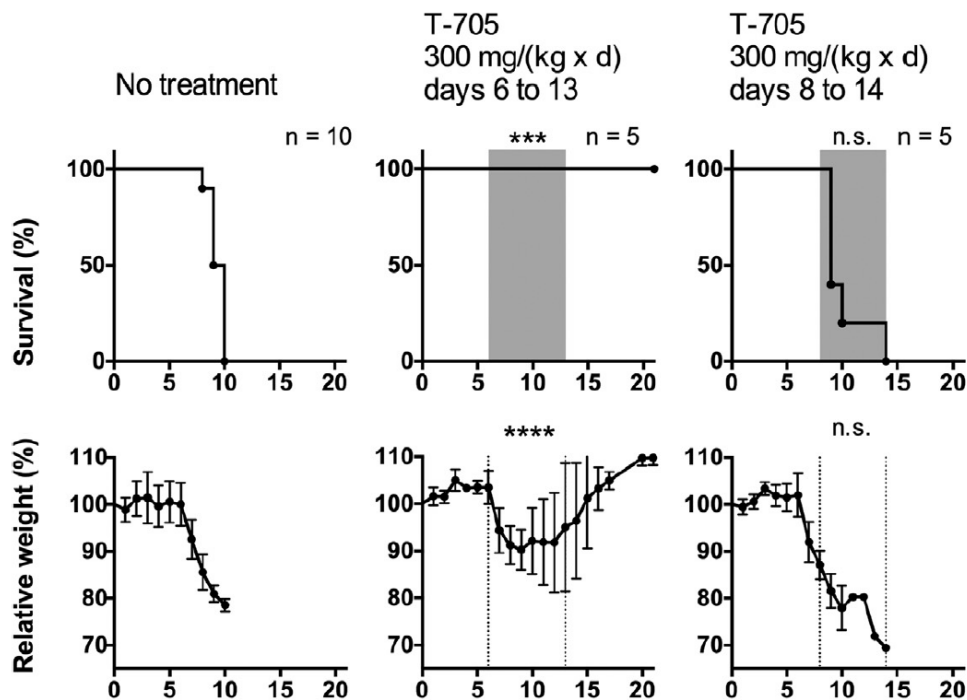 No treatment
T-705
300 mg/(kg x d)
days 6 to 13
T-705
300 mg/(kg x d)
days 8 to 14
n = 10
*** n = 5
n.s. n = 5
Survival (%)
100
50
0
0 5 10 15 20
100
50
0
0 5 10 15 20
100
50
0
0 5 10 15 20
Relative weight (%)
110
100
90
80
70
0 5 10 15 20
****
110
100
90
80
70
0 5 10 15 20
n.s.
110
100
90
80
70
0 5 10 15 20